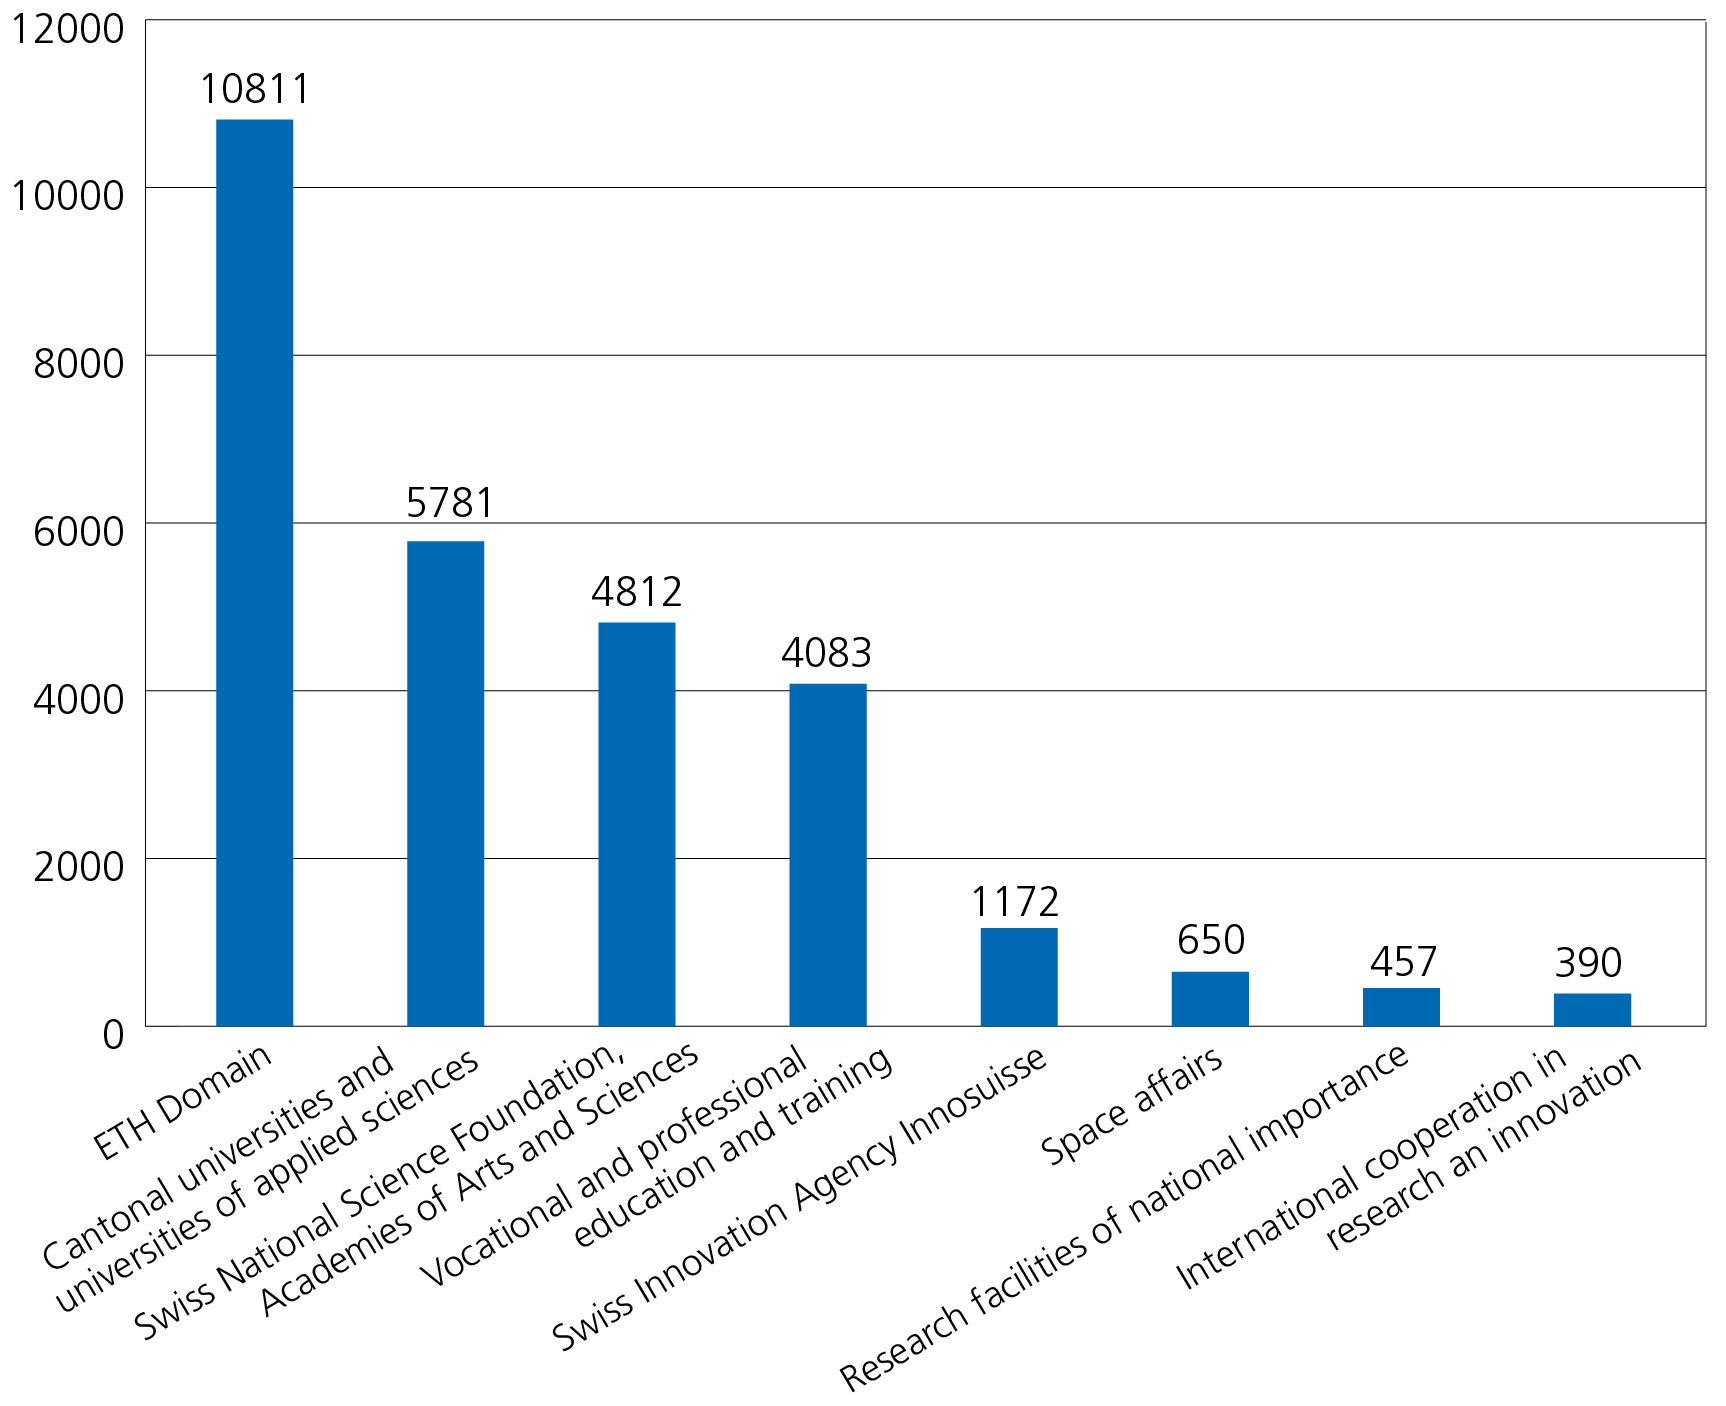 12000
10000
8000
6000
4000
2000
0
10811
5781
4812
4083
1172
650
457
390
ETH Domain
Cantonal universities and
universities of applied sciences
Swiss National Science Foundation,
Academies of Arts and Sciences
Vocational and professional
education and training
Swiss Innovation Agency Innosuisse
Space affairs
Research facilities of national importance
International cooperation in
research an innovation